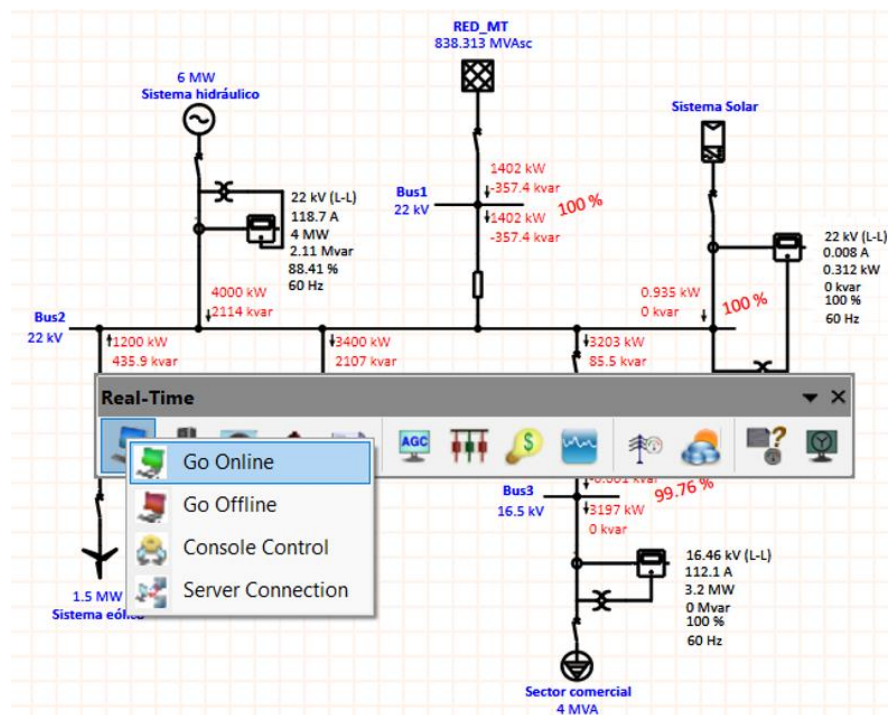 RED_MT
838.313 MVAsc
6 MW
Sistema hidráulico
Sistema Solar
1402 kW
-357.4 kvar
Bus1
22 kV
100 %
1402 kW
-357.4 kvar
22 kV (L-L)
118.7 A
4 MW
2.11 Mvar
88.41 %
60 Hz
22 kV (L-L)
0.008 A
0.312 kW
0 kvar
100 %
60 Hz
4000 kW
2114 kvar
0.935 kW
0 kvar
100 %
Bus2
22 kV
1200 kW
435.9 kvar
3400 kW
2107 kvar
3203 kW
85.5 kvar
Real-Time
AGC
$
?
Go Online
Go Offline
Console Control
Server Connection
-0.001 kvar
99.76 %
Bus3
16.5 kV
3197 kW
0 kvar
16.46 kV (L-L)
112.1 A
3.2 MW
0 Mvar
100 %
60 Hz
1.5 MW
Sistema
Sector comercial
4 MVA